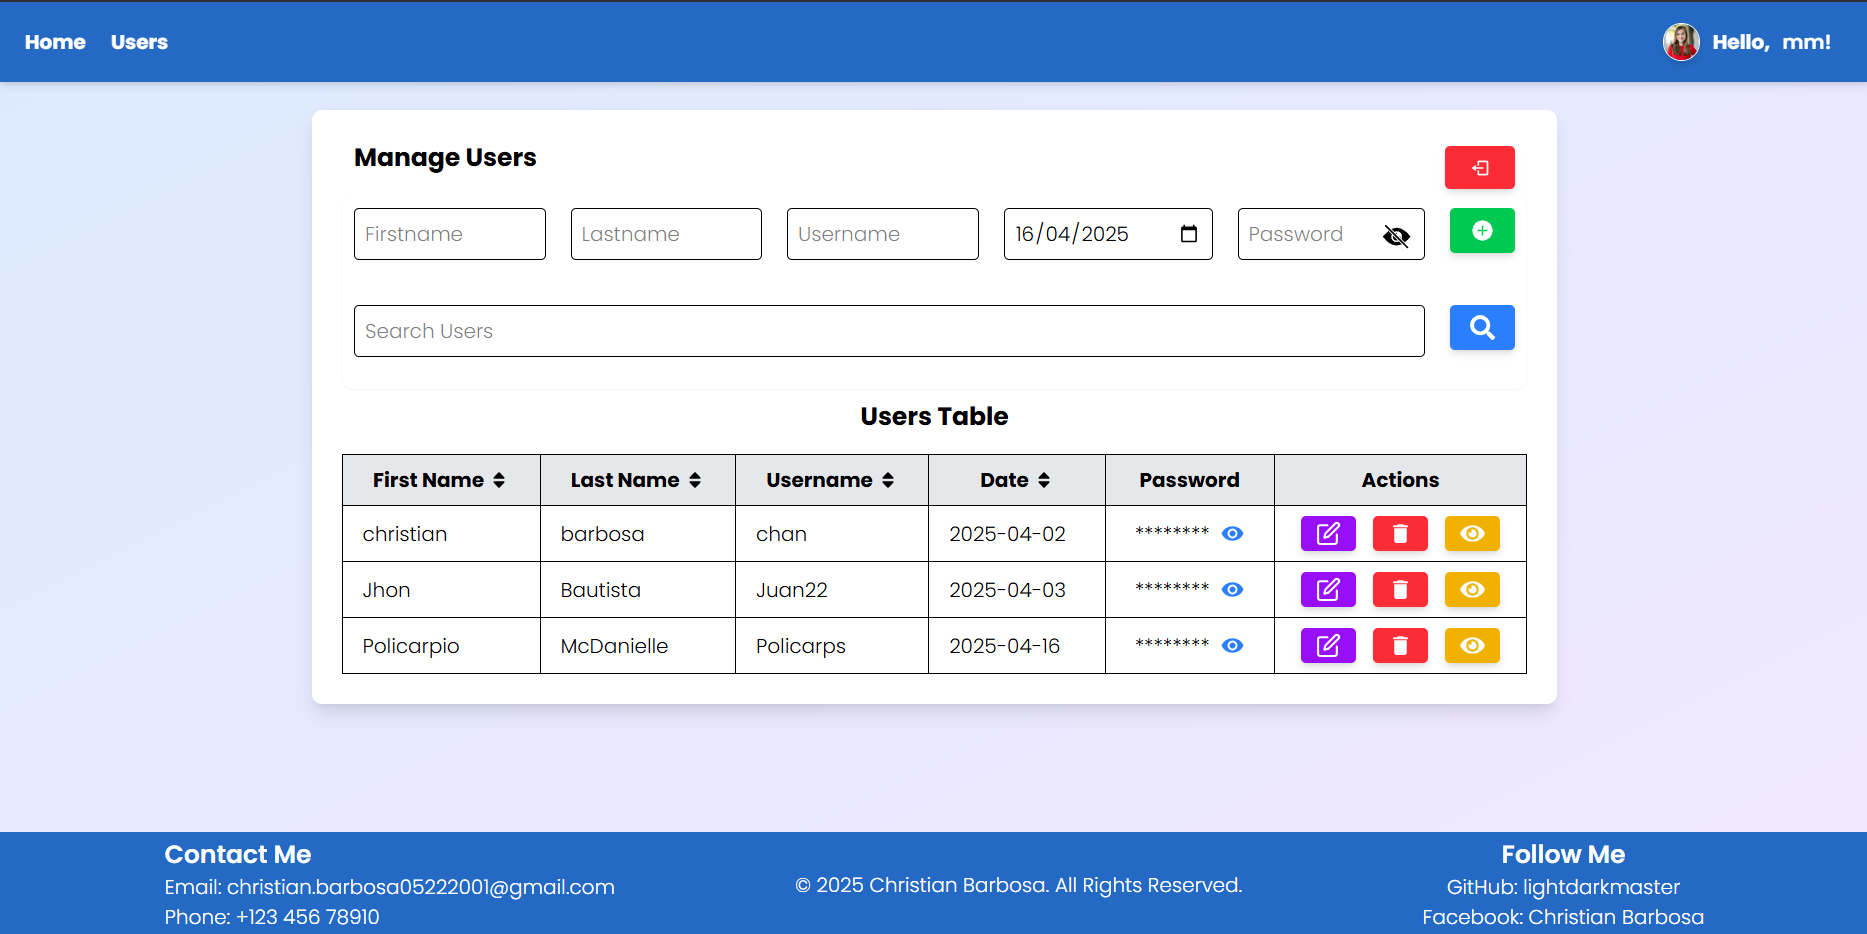 Home Users Hello, mm!
Manage Users
Firstname Lastname Username 16/04/2025 Password
Search Users
Users Table
First Name Last Name Username Date Password Actions
christian barbosa chan 2025-04-02 ********
Jhon Bautista Juan22 2025-04-03 ********
Policarpio McDanielle Policarps 2025-04-16 ********
Contact Me
Email: christian.barbosa05222001@gmail.com
Phone: +123 456 78910
© 2025 Christian Barbosa. All Rights Reserved.
Follow Me
GitHub: lightdarkmaster
Facebook: Christian Barbosa